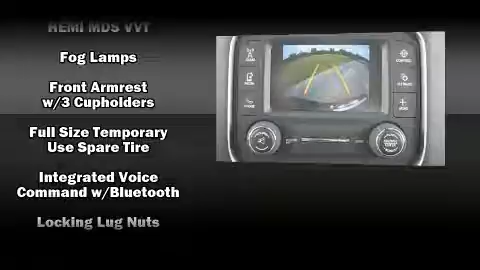 HEMI MDS VVT
Fog Lamps
Front Armrest
w/3 Cupholders
Full Size Temporary
Use Spare Tire
Integrated Voice
Command w/Bluetooth
Locking Lug Nuts